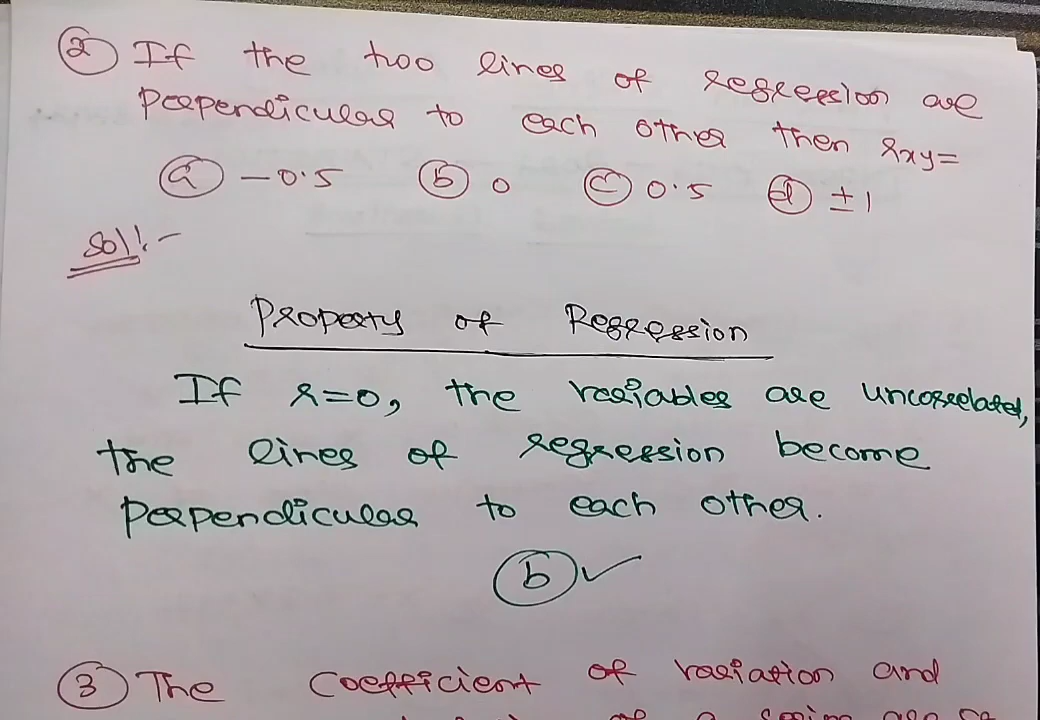 ② If the two lines of regression are
perpendicular to each other then rxy=
ⓐ -0.5 ⓑ 0 ⓒ 0.5 ⓓ ±1
Sol!:-
Property of Regression
If r=0, the variables are uncorrelated,
the lines of regression become
perpendicular to each other.
ⓑ ✓
③ The coefficient of variation and